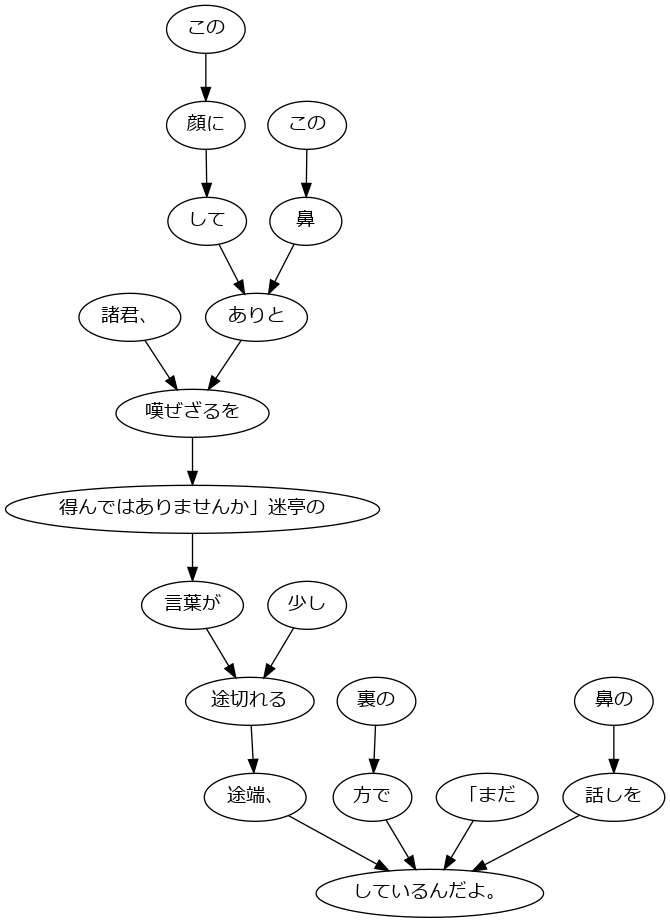 この
顔に
この
して
鼻
諸君、
ありと
嘆ぜざるを
得んではありませんか」迷亭の
言葉が
少し
途切れる
裏の
鼻の
途端、
方で
「まだ
話しを
しているんだよ。